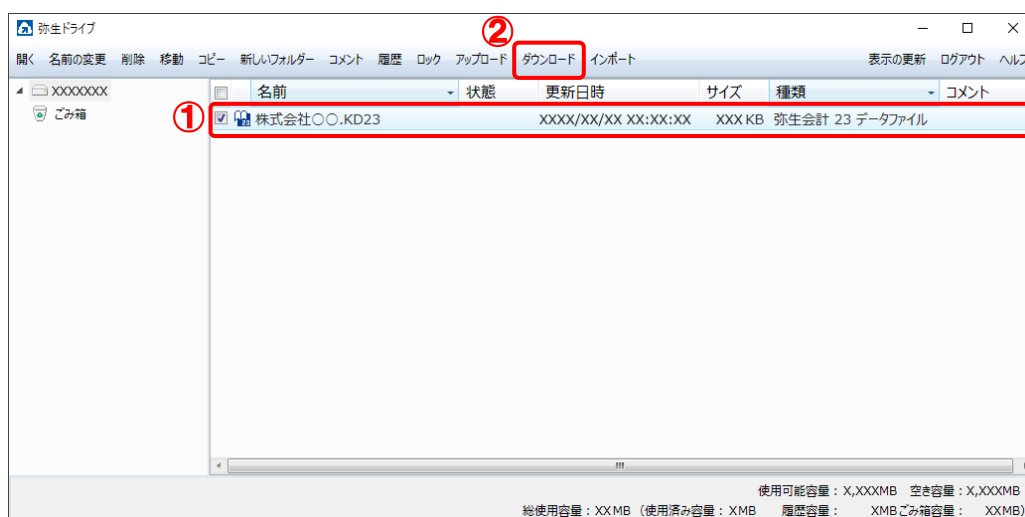 弥生ドライブ
②
開く 名前の変更 削除 移動 コピー 新しいフォルダー コメント 履歴 ロック アップロード ダウンロード インポート 表示の更新 ログアウト ヘルプ
XXXXXXX 名前 状態 更新日時 サイズ 種類 コメント
ごみ箱 ① 株式会社○○.KD23 XXXX/XX/XX XX:XX:XX XXX KB 弥生会計 23 データファイル
使用可能容量：X,XXXMB 空き容量：X,XXXMB
総使用容量：XXMB （使用済み容量：XMB 履歴容量： XMBごみ箱容量： XXMB）